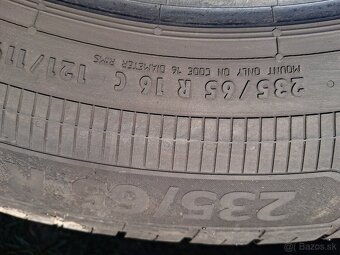 MOUNT ONLY ON
CODE 16 DIAMETER RIMS
235/65 R 16 C 121/11
235/65 R
Bazos.sk